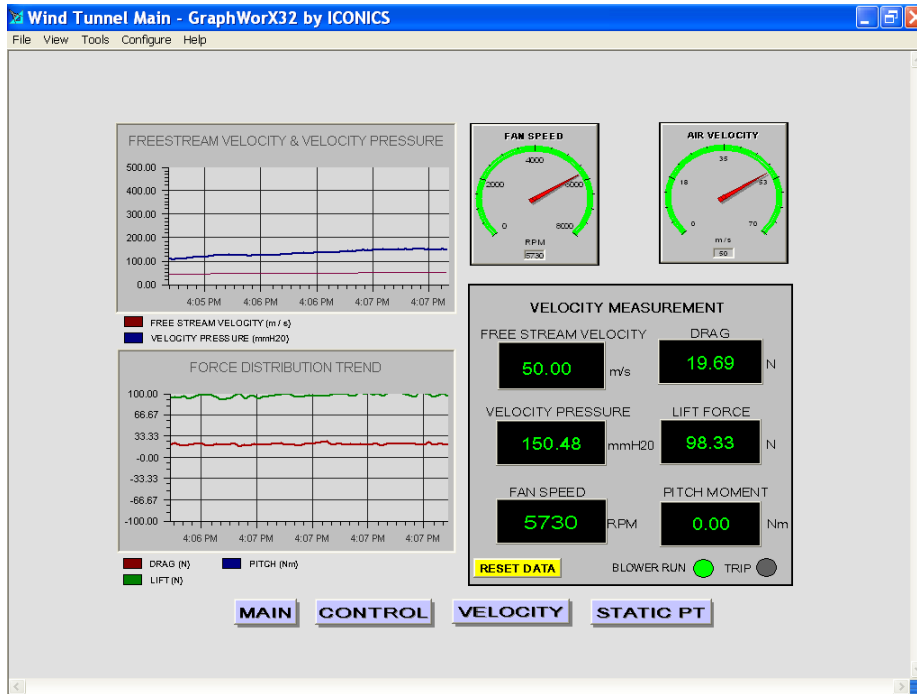 Wind Tunnel Main - GraphWorX32 by ICONICS
File View Tools Configure Help
FREESTREAM VELOCITY & VELOCITY PRESSURE
500.00
400.00
300.00
200.00
100.00
0.00
4:05 PM 4:06 PM 4:06 PM 4:07 PM 4:07 PM
FREE STREAM VELOCITY (m / s)
VELOCITY PRESSURE (mmH20)
FORCE DISTRIBUTION TREND
100.00
66.67
33.33
-0.00
-33.33
-66.67
-100.00
4:06 PM 4:07 PM 4:07 PM 4:07 PM 4:07 PM
DRAG (N) PITCH (Nm)
LIFT (N)
FAN SPEED
4000
2000 6000
0 8000
RPM
5730
AIR VELOCITY
35
18 53
0 70
m/s
50
VELOCITY MEASUREMENT
FREE STREAM VELOCITY DRAG
50.00 m/s 19.69 N
VELOCITY PRESSURE LIFT FORCE
150.48 mmH20 98.33 N
FAN SPEED PITCH MOMENT
5730 RPM 0.00 Nm
RESET DATA BLOWER RUN TRIP
MAIN CONTROL VELOCITY STATIC PT